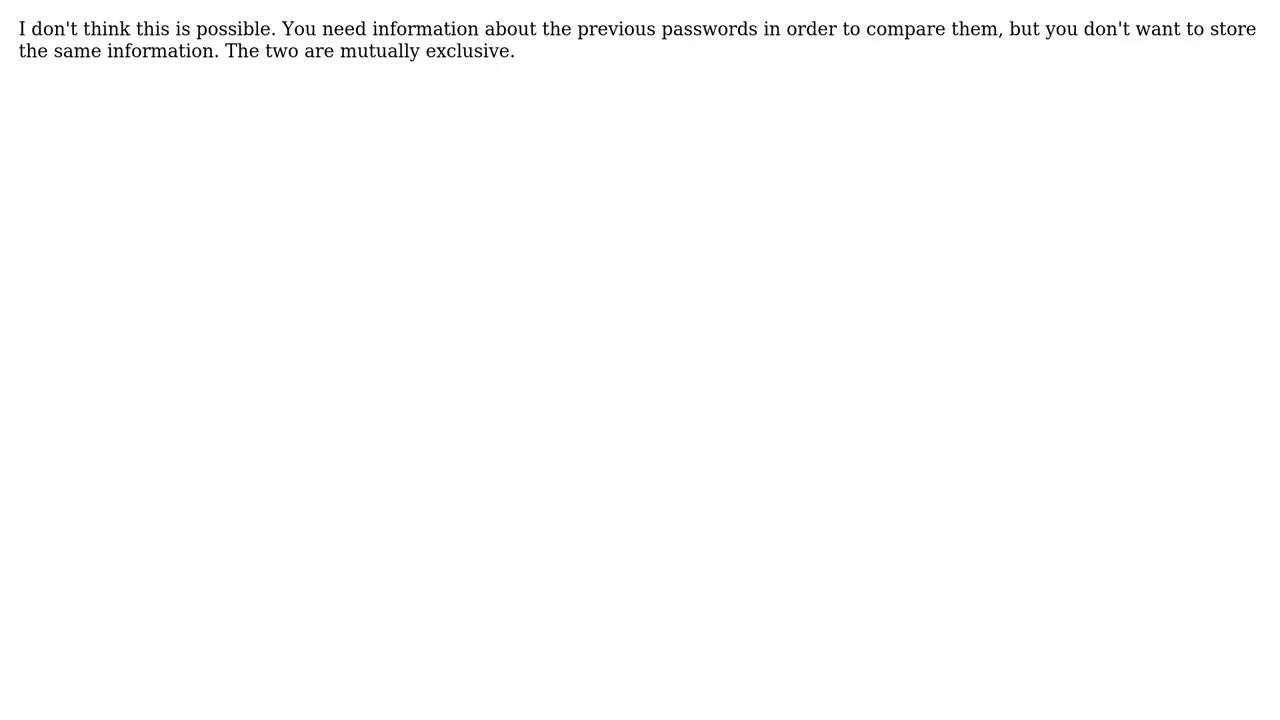 I don't think this is possible. You need information about the previous passwords in order to compare them, but you don't want to store
the same information. The two are mutually exclusive.